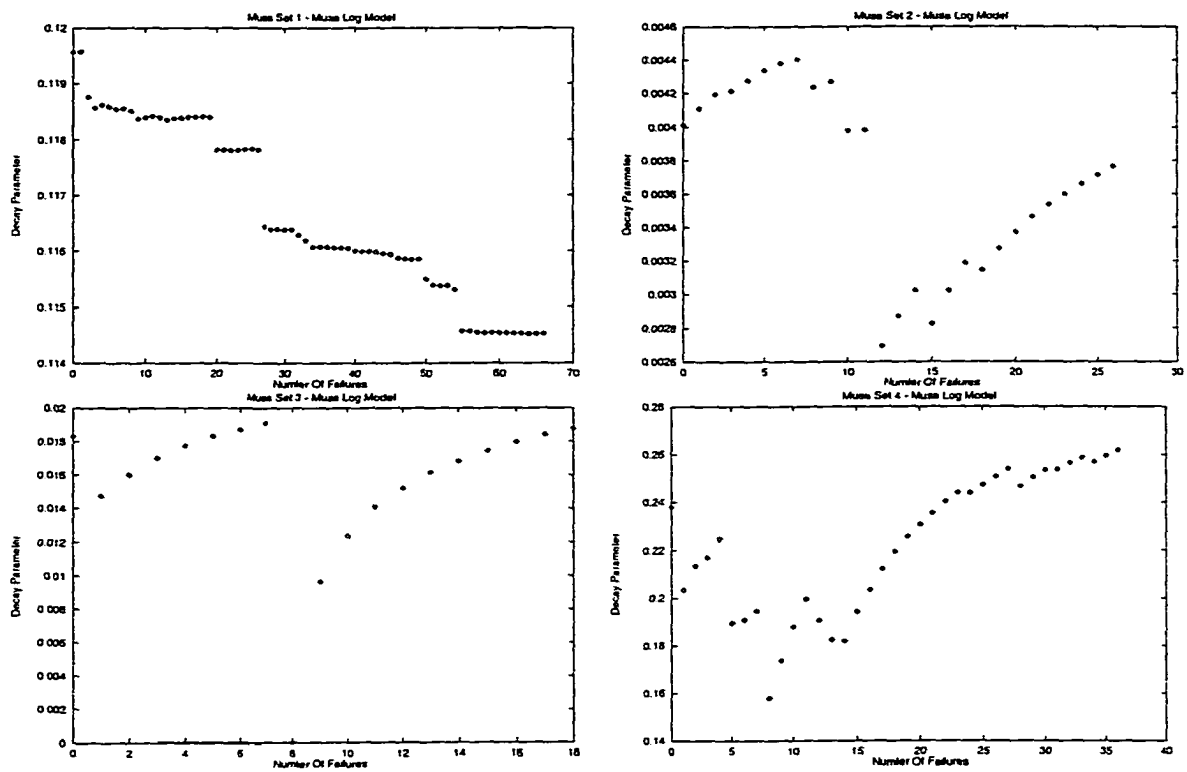 Musa Set 1 - Musa Log Model
0.12
0.119
0.118
0.117
0.116
0.115
0.114
Decay Parameter
0 10 20 30 40 50 60 70
Number Of Failures
Musa Set 2 - Musa Log Model
0.0046
0.0044
0.0042
0.004
0.0038
0.0036
0.0034
0.0032
0.003
0.0028
0.0026
Decay Parameter
0 5 10 15 20 25 30
Number Of Failures
Musa Set 3 - Musa Log Model
0.02
0.018
0.016
0.014
0.012
0.01
0.008
0.006
0.004
0.002
0
Decay Parameter
0 2 4 6 8 10 12 14 16 18
Number Of Failures
Musa Set 4 - Musa Log Model
0.28
0.26
0.24
0.22
0.2
0.18
0.16
0.14
Decay Parameter
0 5 10 15 20 25 30 35 40
Number Of Failures